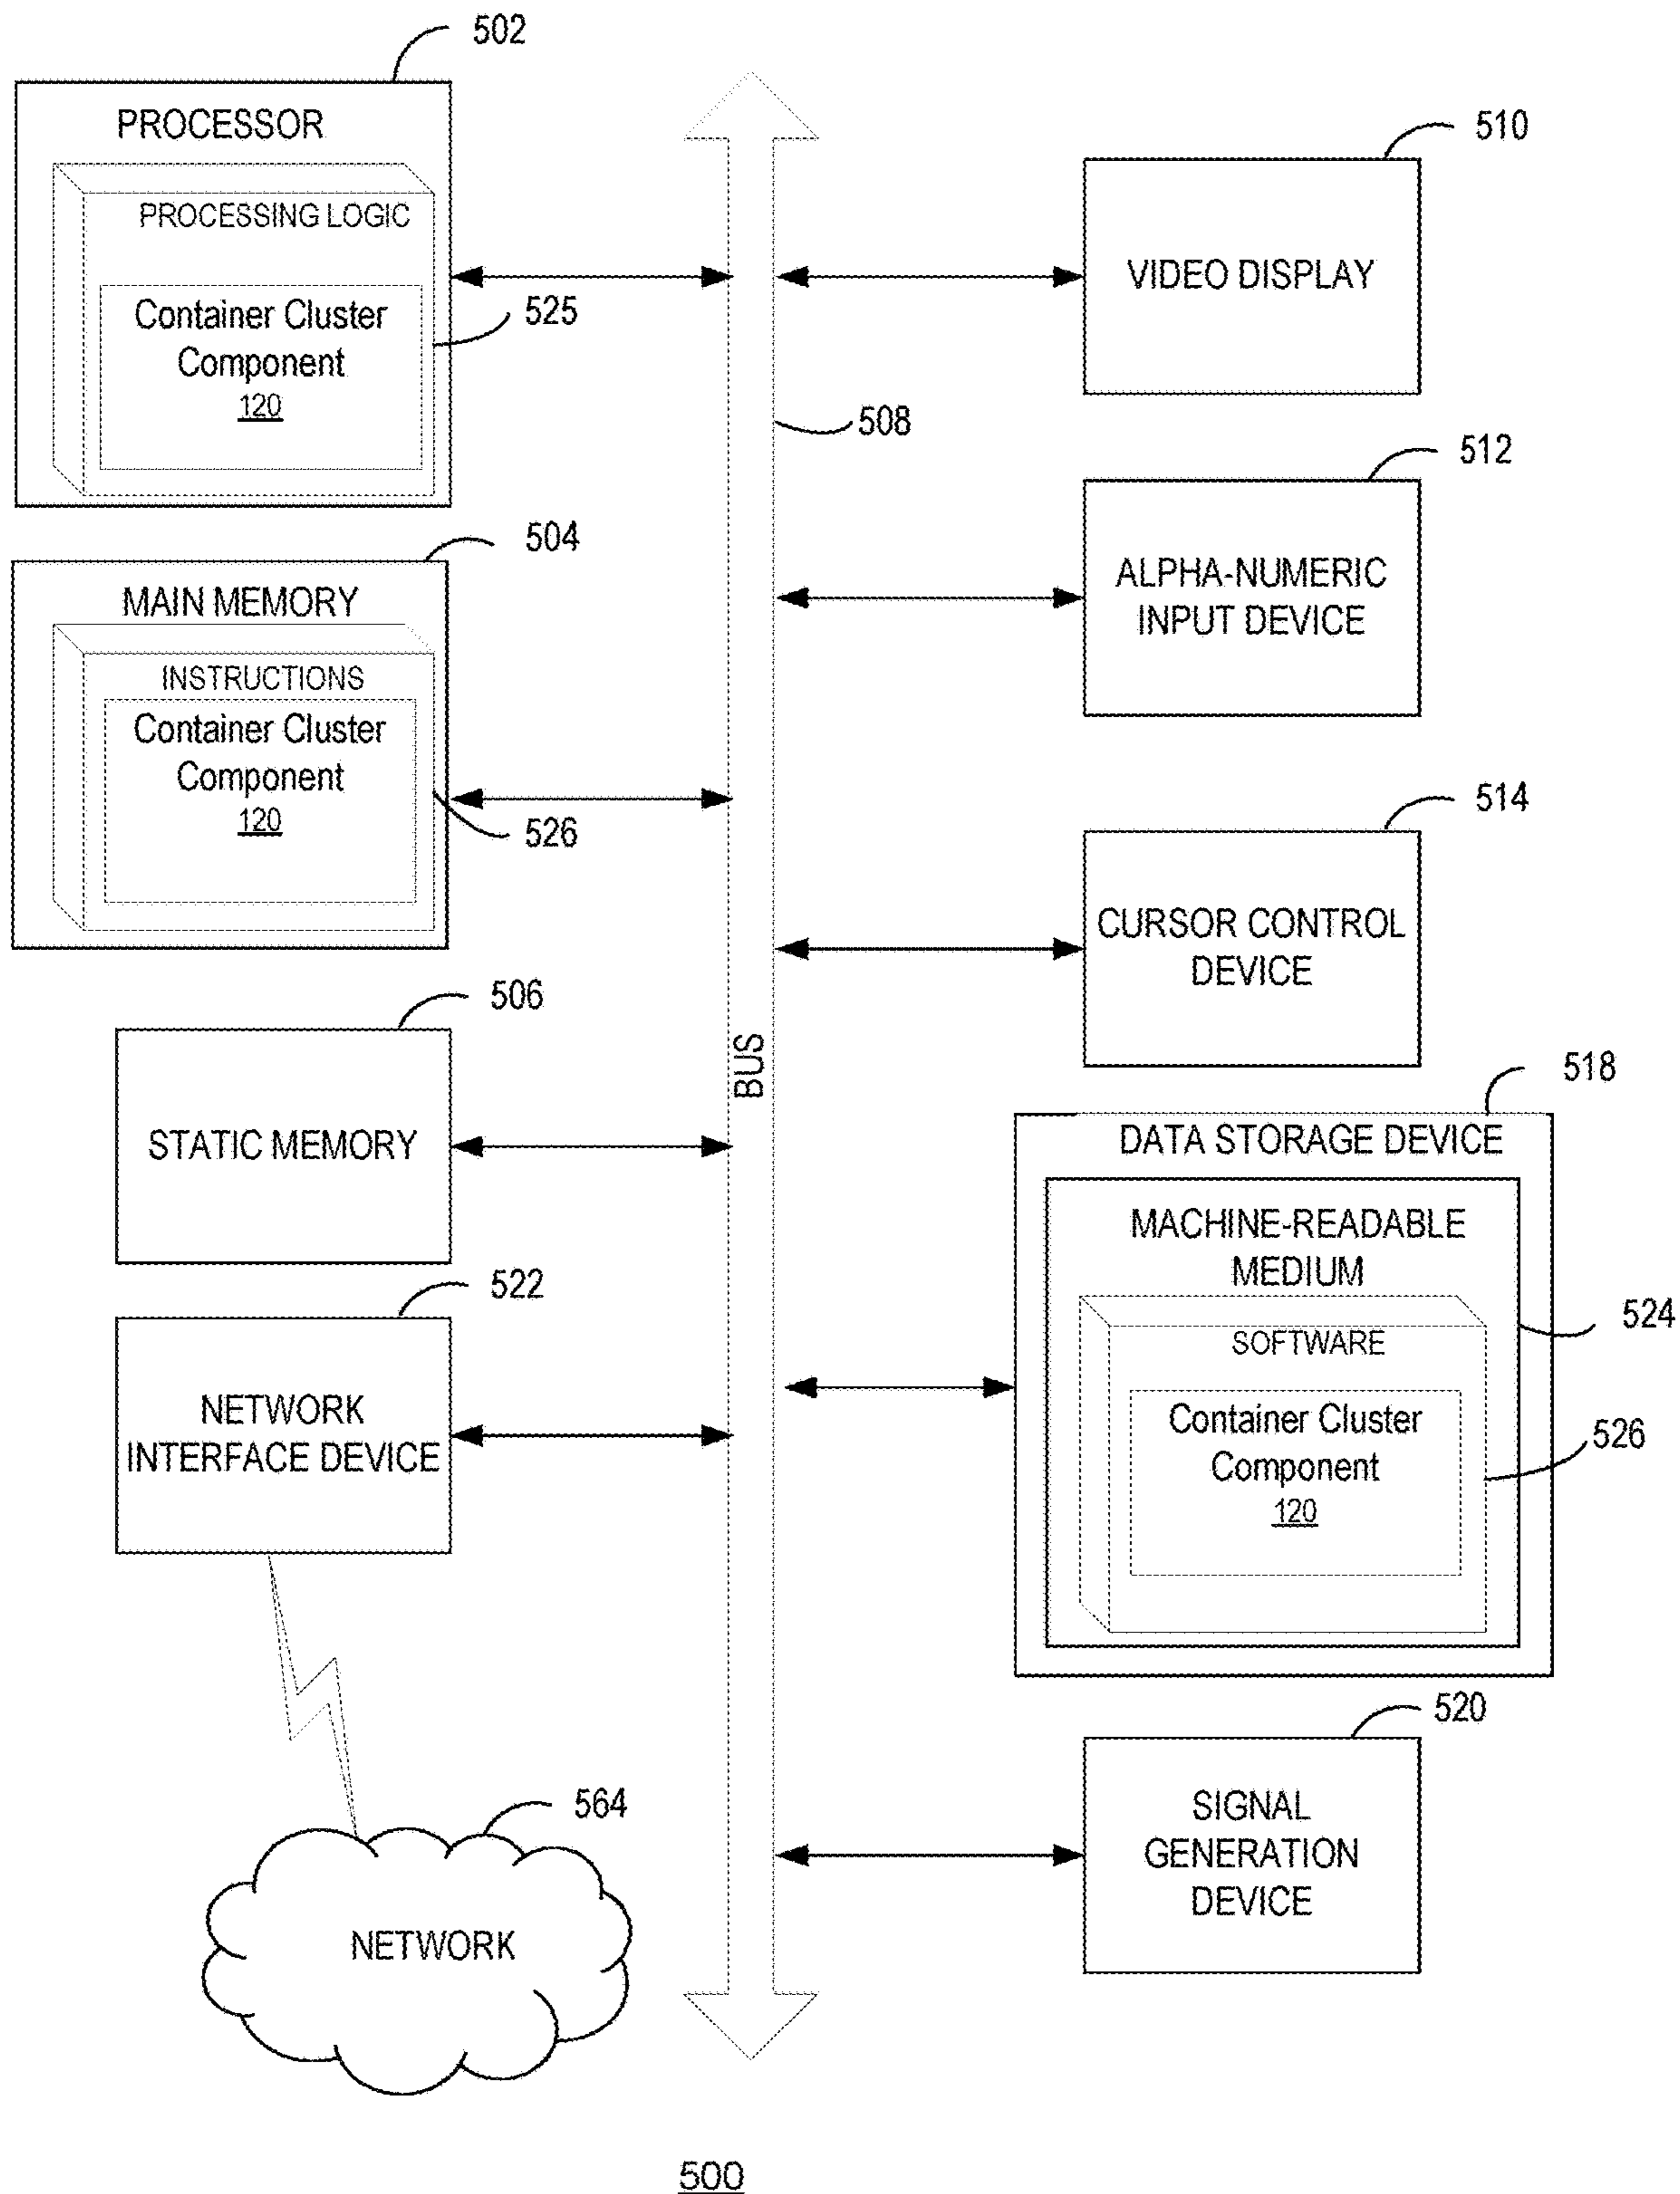 502
PROCESSOR
PROCESSING LOGIC
Container Cluster
Component
120
525
504
MAIN MEMORY
INSTRUCTIONS
Container Cluster
Component
120
526
506
STATIC MEMORY
522
NETWORK
INTERFACE DEVICE
564
NETWORK
BUS
508
510
VIDEO DISPLAY
512
ALPHA-NUMERIC
INPUT DEVICE
514
CURSOR CONTROL
DEVICE
518
DATA STORAGE DEVICE
MACHINE-READABLE
MEDIUM
524
SOFTWARE
Container Cluster
Component
120
526
520
SIGNAL
GENERATION
DEVICE
500